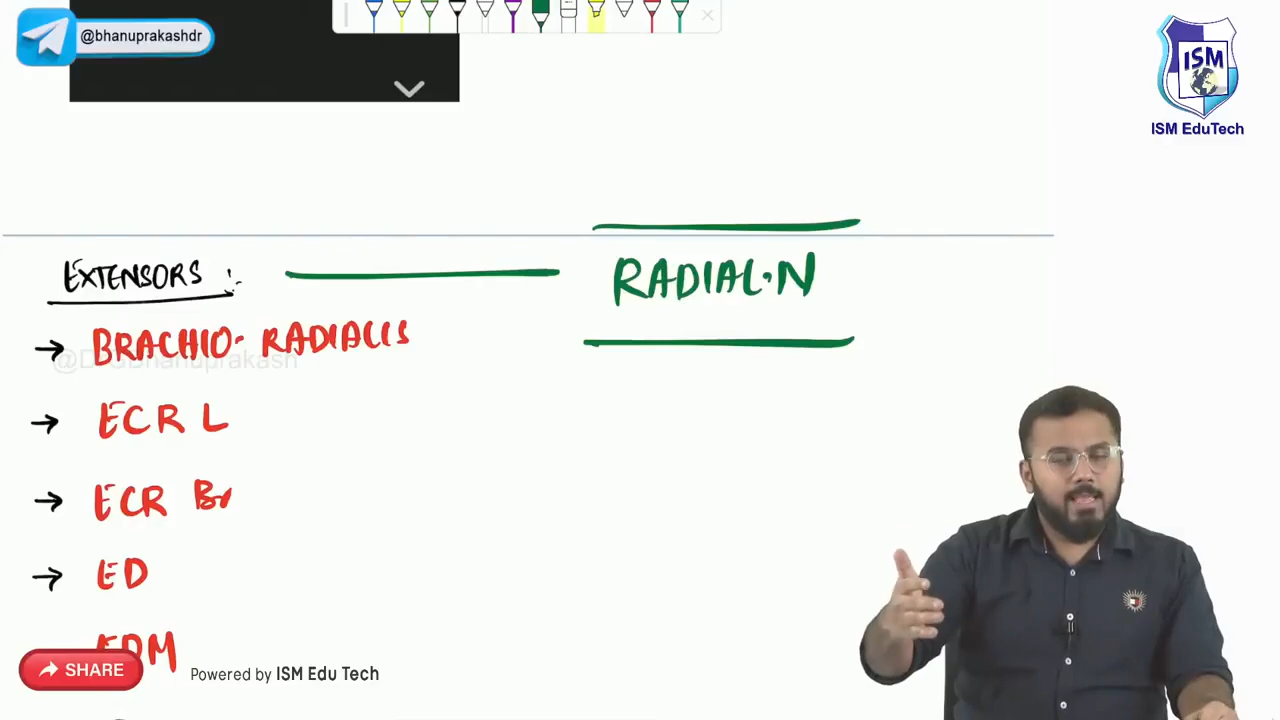 @bhanuprakashdr
ISM
ISM EduTech
EXTENSORS :-
RADIAL.N
→ BRACHIO- RADIALIS
→ ECR L
→ ECR Br
→ ED
EDM
SHARE
Powered by ISM Edu Tech